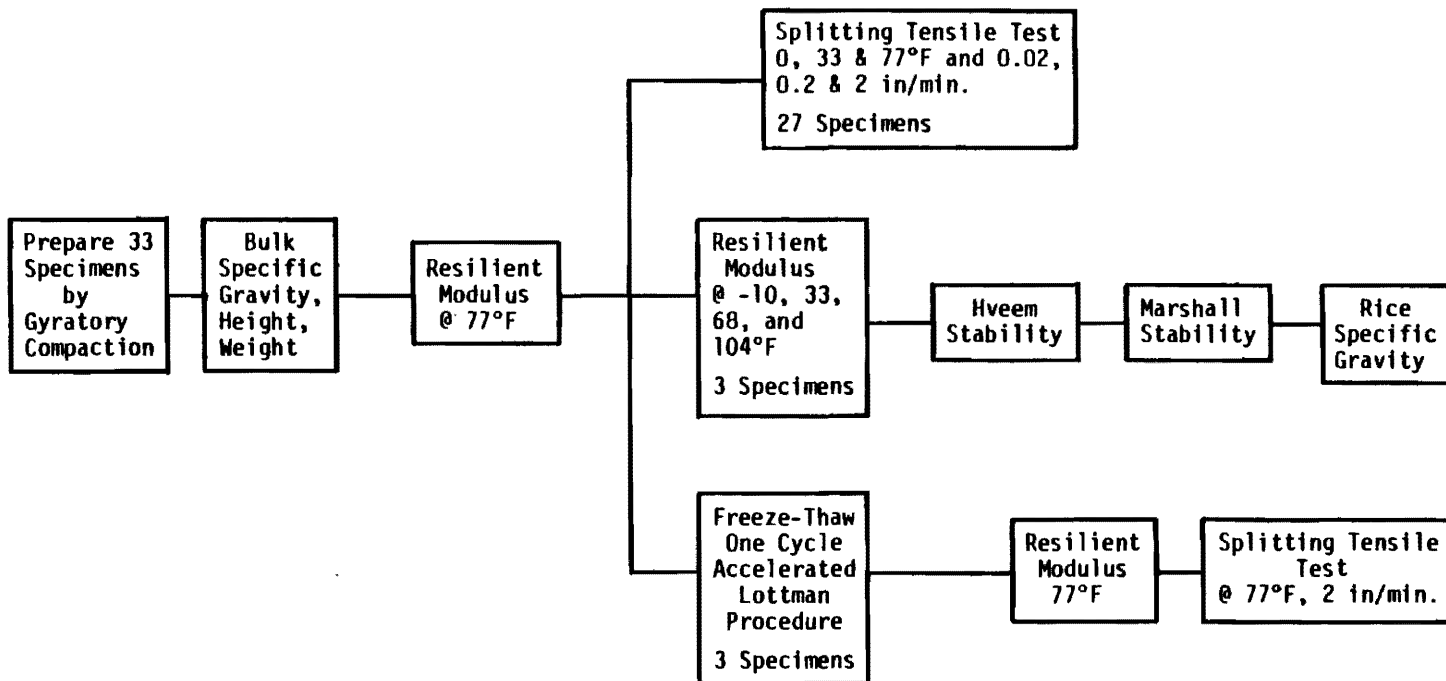 Splitting Tensile Test
0, 33 & 77°F and 0.02,
0.2 & 2 in/min.
27 Specimens
Prepare 33
Specimens
by
Gyratory
Compaction
Bulk
Specific
Gravity,
Height,
Weight
Resilient
Modulus
@ 77°F
Resilient
Modulus
@ -10, 33,
68, and
104°F
3 Specimens
Hveem
Stability
Marshall
Stability
Rice
Specific
Gravity
Freeze-Thaw
One Cycle
Accelerated
Lottman
Procedure
3 Specimens
Resilient
Modulus
77°F
Splitting Tensile
Test
@ 77°F, 2 in/min.